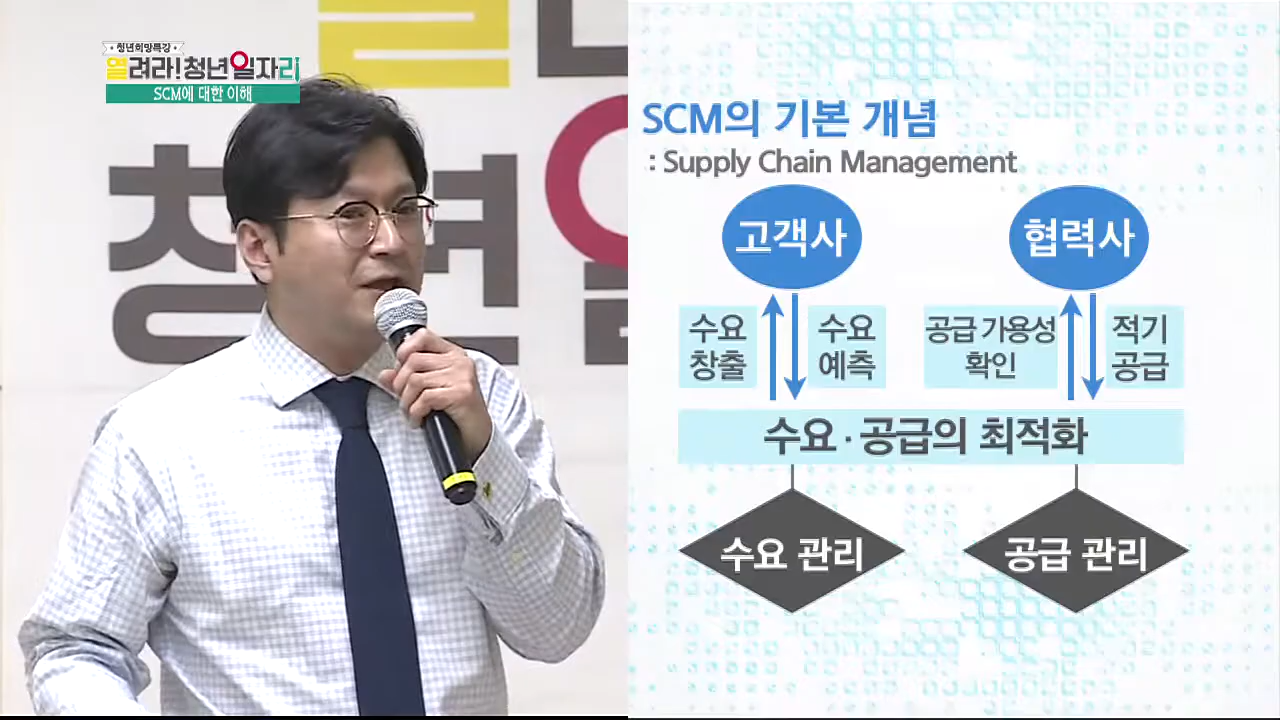 청년희망특강
열려라! 청년일자리
SCM에 대한 이해
청년일
SCM의 기본 개념
: Supply Chain Management
고객사
협력사
수요
창출
수요
예측
공급 가용성
확인
적기
공급
수요·공급의 최적화
수요 관리
공급 관리